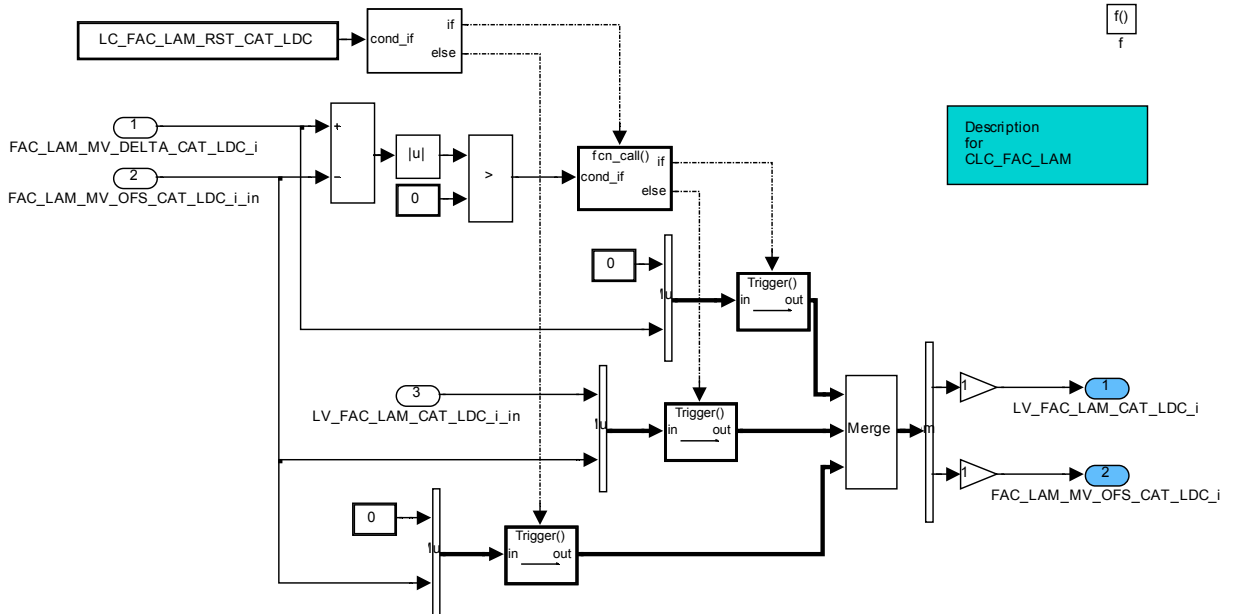 LC_FAC_LAM_RST_CAT_LDC
cond_if
if
else
f()
f
1
FAC_LAM_MV_DELTA_CAT_LDC_i
2
FAC_LAM_MV_OFS_CAT_LDC_i_in
+
−
|u|
0
>
fcn_call()
cond_if
if
else
Description
for
CLC_FAC_LAM
0
Trigger()
in
out
3
LV_FAC_LAM_CAT_LDC_i_in
Trigger()
in
out
Merge
1
1
LV_FAC_LAM_CAT_LDC_i
1
2
FAC_LAM_MV_OFS_CAT_LDC_i
0
Trigger()
in
out